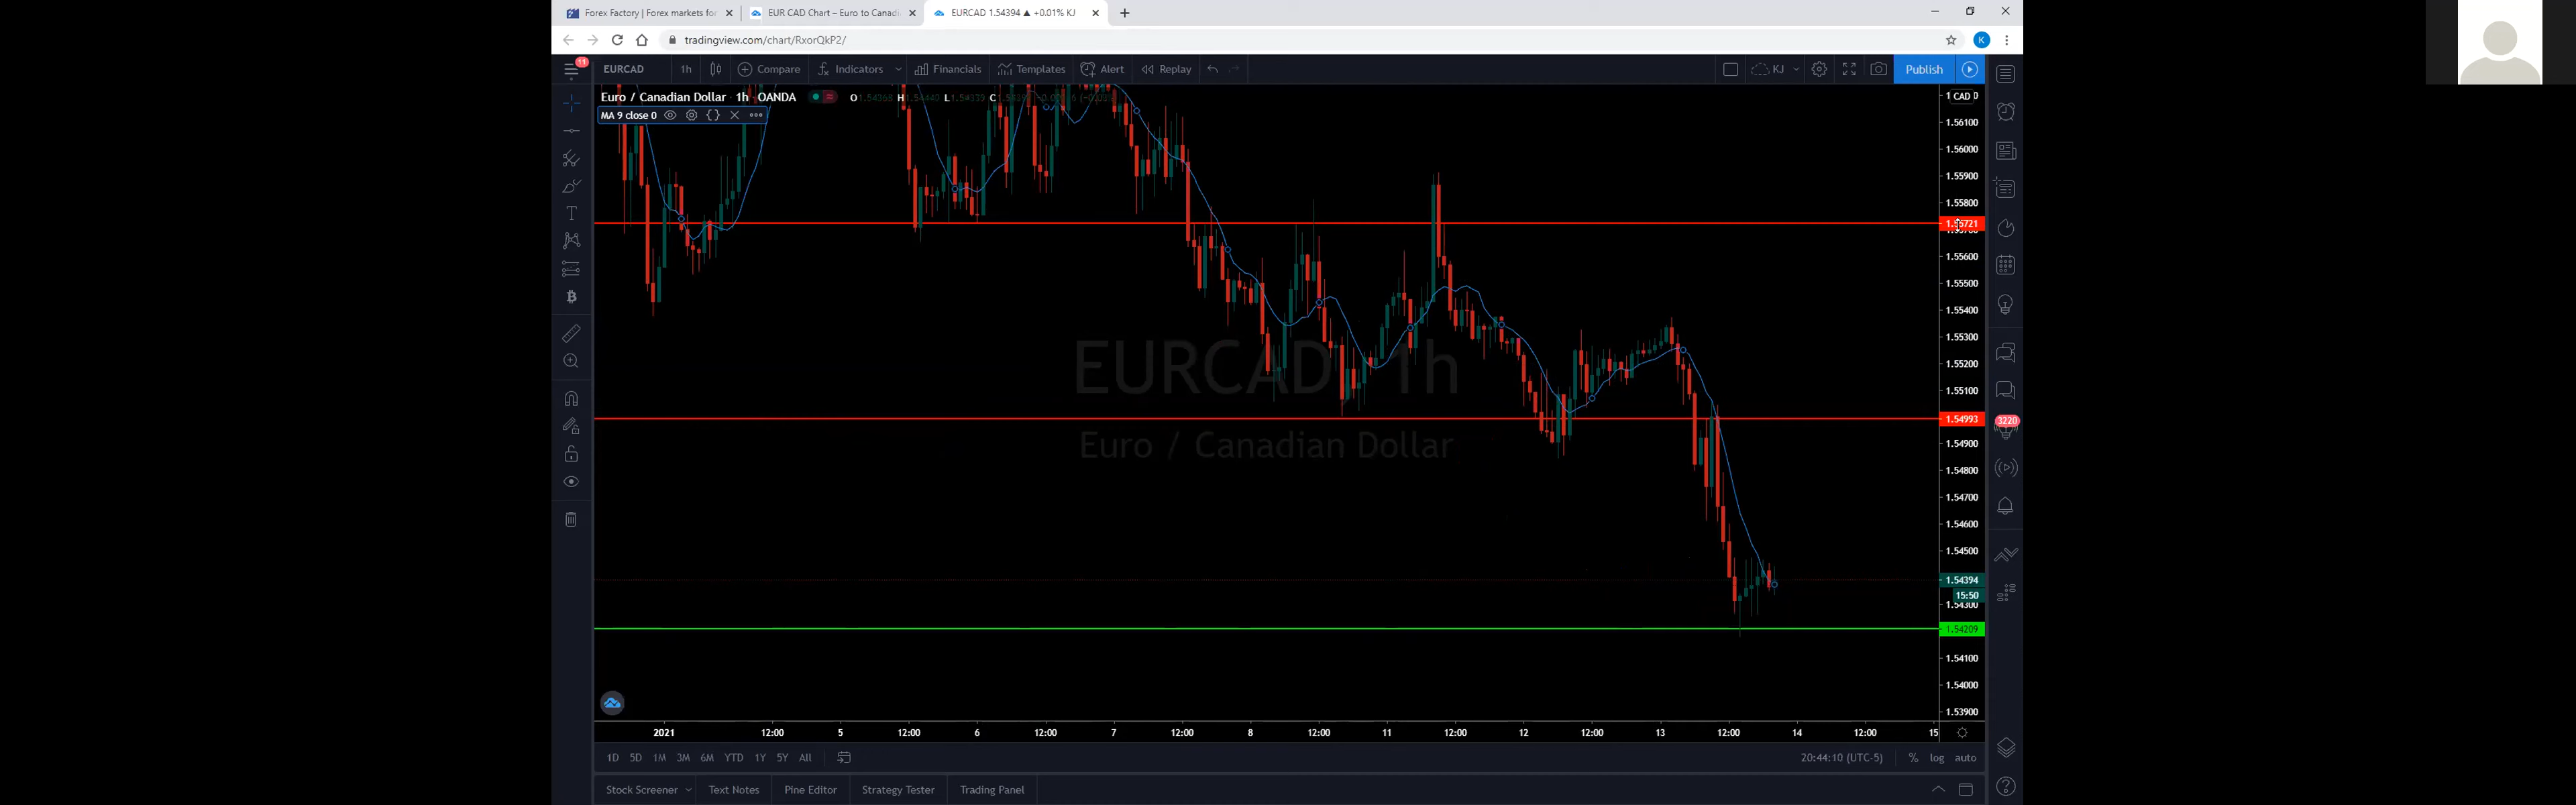 Forex Factory | Forex markets for
EUR CAD Chart – Euro to Canadi
EURCAD 1.54394 ▲ +0.01% KJ
tradingview.com/chart/RxorQkP2/
K
11
EURCAD 1h Compare Indicators Financials Templates Alert Replay KJ Publish
Euro / Canadian Dollar 1h OANDA O H L C
MA 9 close 0
CAD
1.56100
1.56000
1.55900
1.55800
1.55721
1.55600
1.55500
1.55400
1.55300
1.55200
1.55100
1.54993
1.54900
1.54800
1.54700
1.54600
1.54500
1.54394
15:50
1.54300
1.54209
1.54100
1.54000
1.53900
EURCAD 1h
Euro / Canadian Dollar
3220
2021 12:00 5 12:00 6 12:00 7 12:00 8 12:00 11 12:00 12 12:00 13 12:00 14 12:00 15
1D 5D 1M 3M 6M YTD 1Y 5Y All 20:44:10 (UTC-5) % log auto
Stock Screener Text Notes Pine Editor Strategy Tester Trading Panel